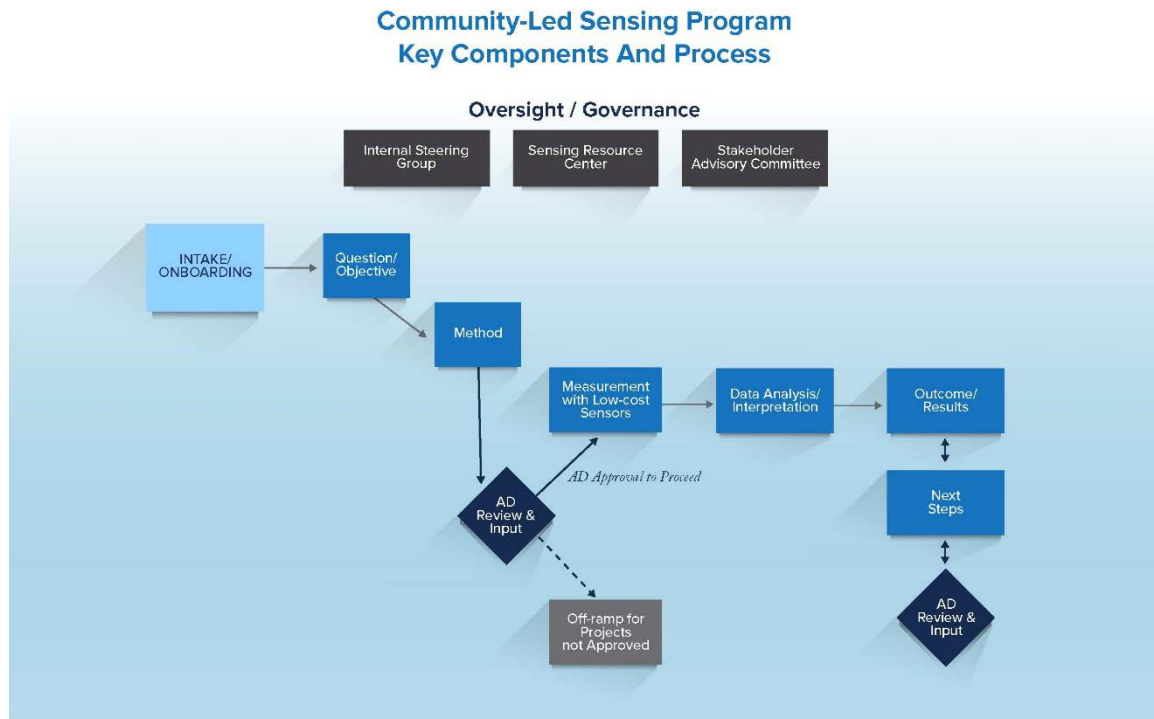 Community-Led Sensing Program
Key Components And Process
Oversight / Governance
Internal Steering
Group
Sensing Resource
Center
Stakeholder
Advisory Committee
INTAKE/
ONBOARDING
Question/
Objective
Method
Measurement
with Low-cost
Sensors
Data Analysis/
Interpretation
Outcome/
Results
AD Approval to Proceed
AD
Review &
Input
Next
Steps
Off-ramp for
Projects
not Approved
AD
Review &
Input